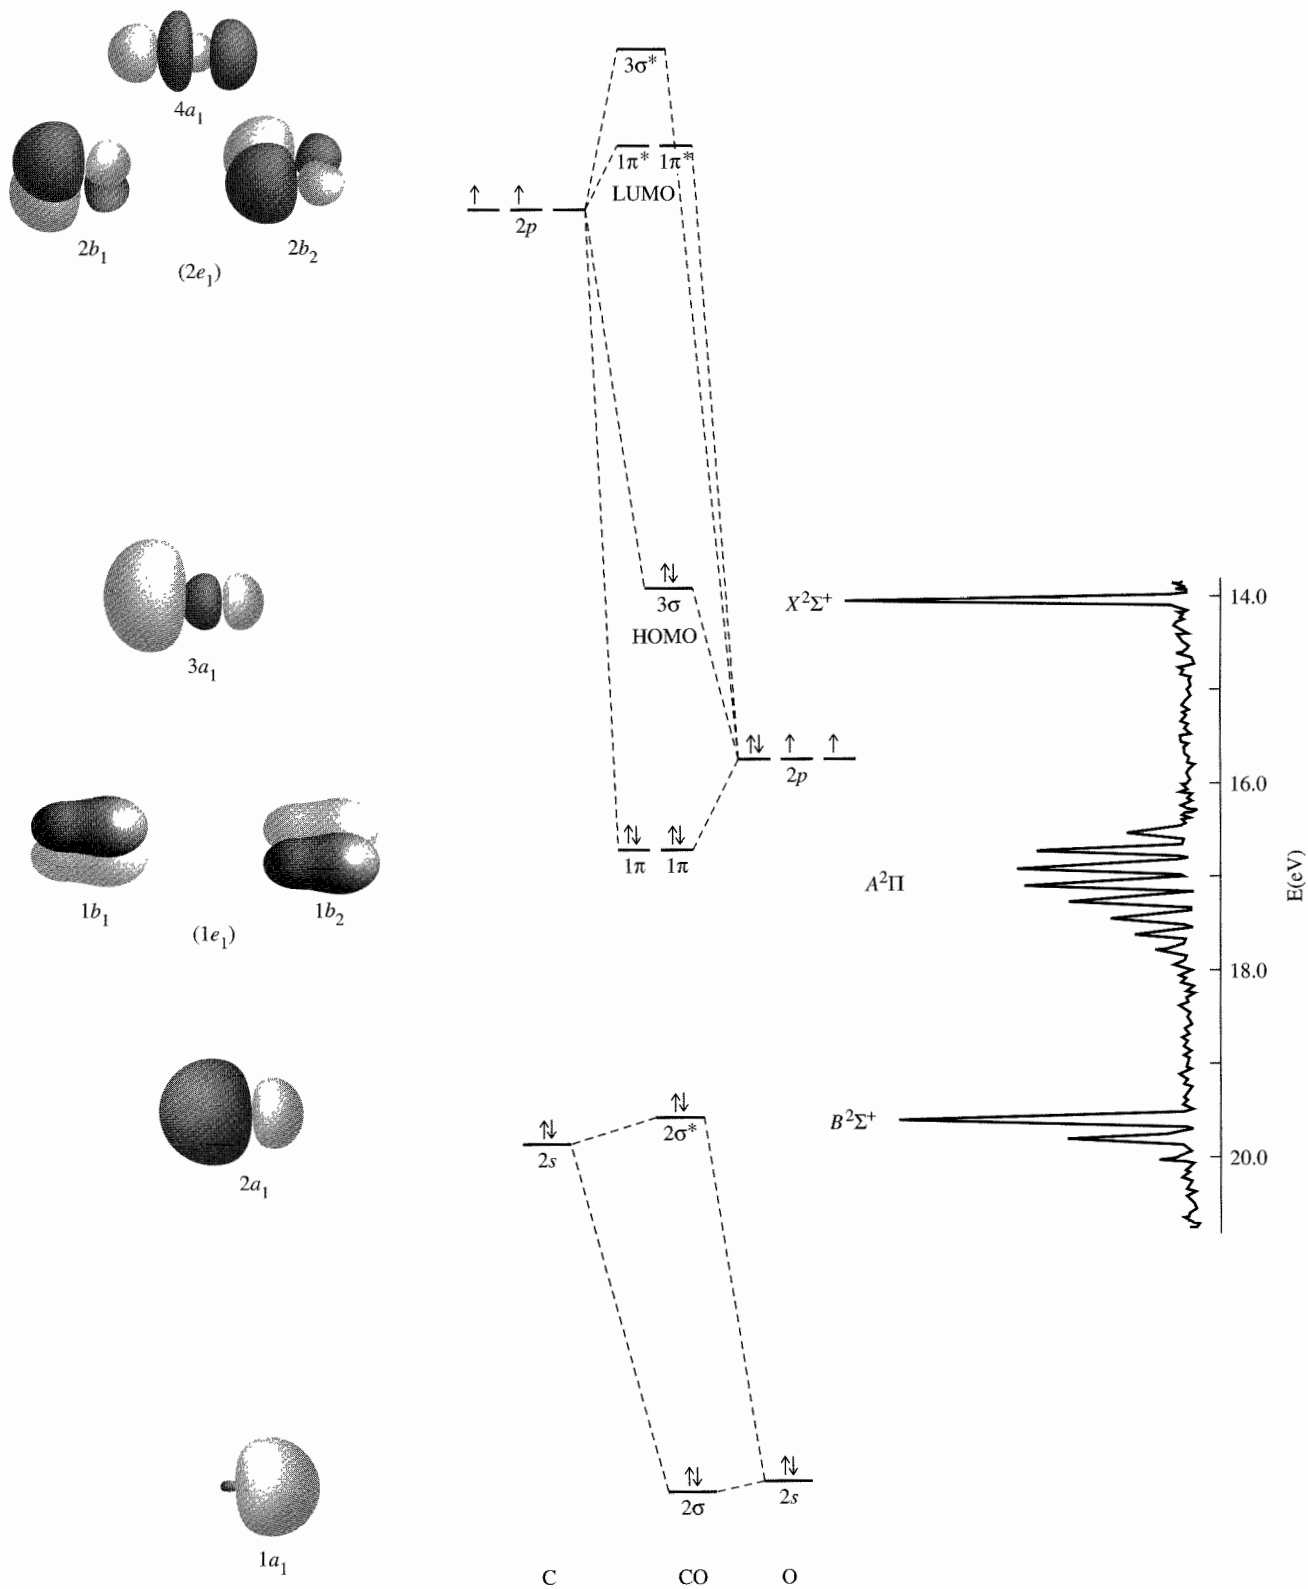 4a₁
2b₁ 2b₂
(2e₁)
3a₁
1b₁ 1b₂
(1e₁)
2a₁
1a₁
3σ*
1π* 1π*
LUMO
↑ ↑
2p
↑↓
3σ
HOMO
↑↓ ↑ ↑
2p
↑↓ ↑↓
1π 1π
↑↓
2s
↑↓
2σ*
↑↓
2σ
↑↓
2s
C CO O
X²Σ⁺
A²Π
B²Σ⁺
14.0
16.0
18.0
20.0
E(eV)